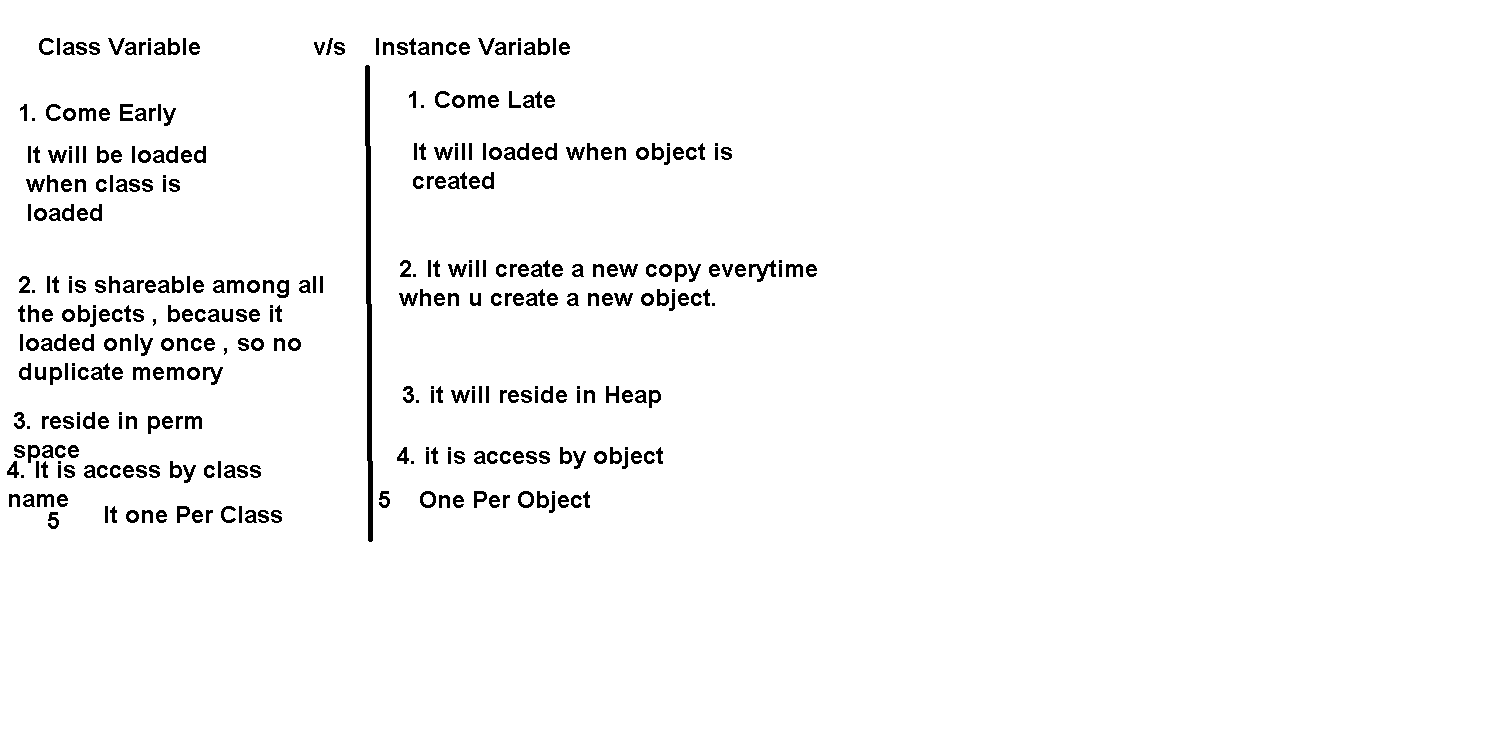 Class Variable v/s Instance Variable
1. Come Early
It will be loaded
when class is
loaded
2. It is shareable among all
the objects , because it
loaded only once , so no
duplicate memory
3. reside in perm
space
4. It is access by class
name
5 It one Per Class
1. Come Late
It will loaded when object is
created
2. It will create a new copy everytime
when u create a new object.
3. it will reside in Heap
4. it is access by object
5 One Per Object